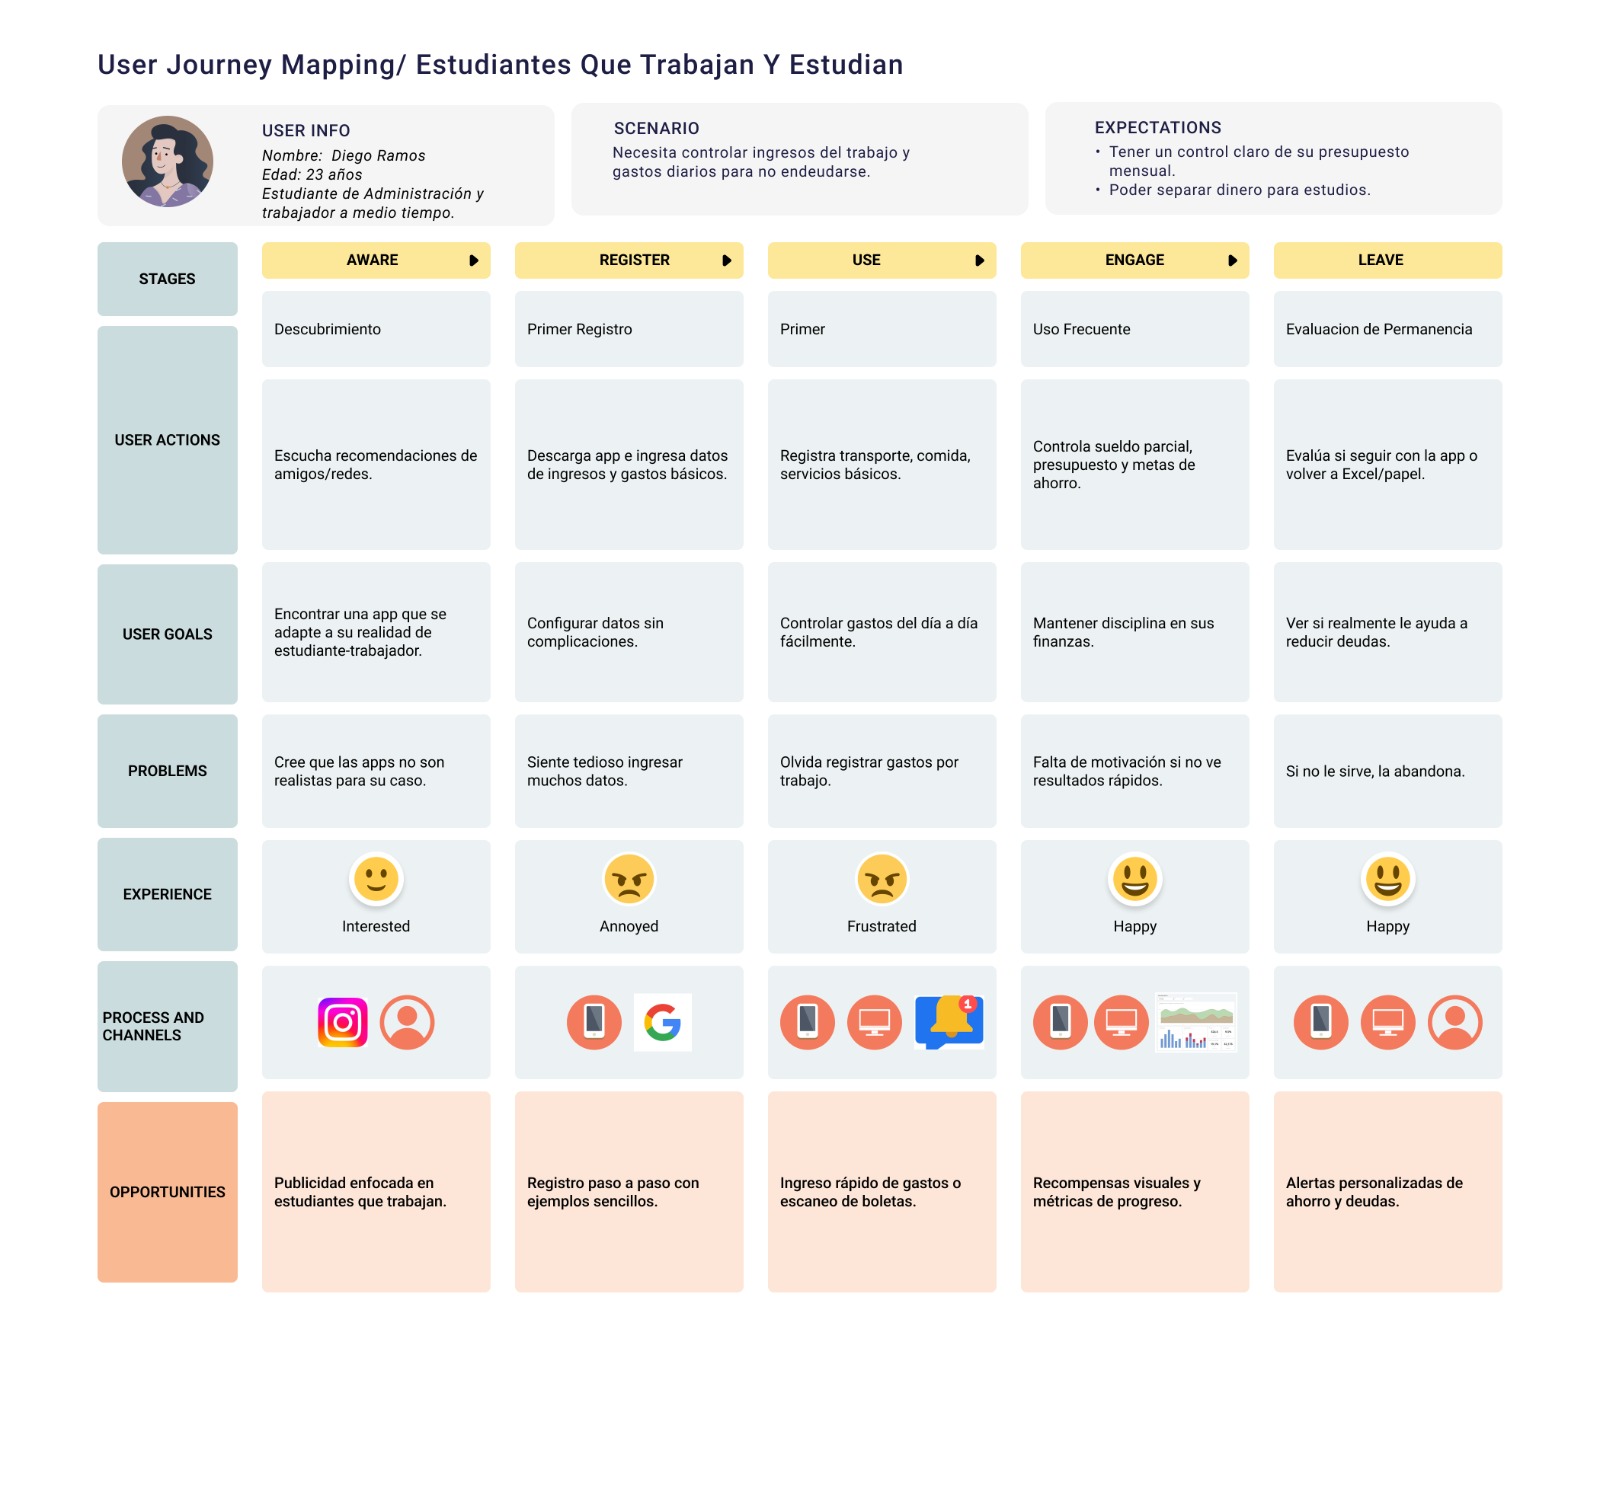 User Journey Mapping/ Estudiantes Que Trabajan Y Estudian
USER INFO
Nombre:  Diego Ramos
Edad: 23 años
Estudiante de Administración y
trabajador a medio tiempo.
SCENARIO
Necesita controlar ingresos del trabajo y
gastos diarios para no endeudarse.
EXPECTATIONS
• Tener un control claro de su presupuesto
mensual.
• Poder separar dinero para estudios.
STAGES
AWARE
REGISTER
USE
ENGAGE
LEAVE
Descubrimiento
Primer Registro
Primer
Uso Frecuente
Evaluacion de Permanencia
USER ACTIONS
Escucha recomendaciones de
amigos/redes.
Descarga app e ingresa datos
de ingresos y gastos básicos.
Registra transporte, comida,
servicios básicos.
Controla sueldo parcial,
presupuesto y metas de
ahorro.
Evalúa si seguir con la app o
volver a Excel/papel.
USER GOALS
Encontrar una app que se
adapte a su realidad de
estudiante-trabajador.
Configurar datos sin
complicaciones.
Controlar gastos del día a día
fácilmente.
Mantener disciplina en sus
finanzas.
Ver si realmente le ayuda a
reducir deudas.
PROBLEMS
Cree que las apps no son
realistas para su caso.
Siente tedioso ingresar
muchos datos.
Olvida registrar gastos por
trabajo.
Falta de motivación si no ve
resultados rápidos.
Si no le sirve, la abandona.
EXPERIENCE
Interested
Annoyed
Frustrated
Happy
Happy
PROCESS AND
CHANNELS
1
OPPORTUNITIES
Publicidad enfocada en
estudiantes que trabajan.
Registro paso a paso con
ejemplos sencillos.
Ingreso rápido de gastos o
escaneo de boletas.
Recompensas visuales y
métricas de progreso.
Alertas personalizadas de
ahorro y deudas.